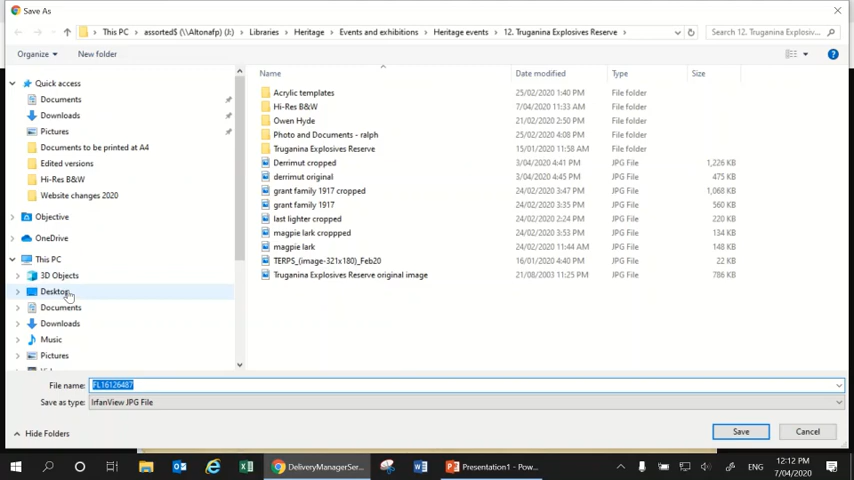 Save As
This PC > assorted$ (\\Altonafp) (J:) > Libraries > Heritage > Events and exhibitions > Heritage events > 12. Truganina Explosives Reserve >
Search 12. Truganina Explosiv...
Organize
New folder
Quick access
Documents
Downloads
Pictures
Documents to be printed at A4
Edited versions
Hi-Res B&W
Website changes 2020
Objective
OneDrive
This PC
3D Objects
Desktop
Documents
Downloads
Music
Pictures
Name Date modified Type Size
Acrylic templates 25/02/2020 1:40 PM File folder
Hi-Res B&W 7/04/2020 11:33 AM File folder
Owen Hyde 21/02/2020 2:50 PM File folder
Photo and Documents - ralph 25/02/2020 4:08 PM File folder
Truganina Explosives Reserve 15/01/2020 11:58 AM File folder
Derrimut cropped 3/04/2020 4:41 PM JPG File 1,226 KB
derrimut original 3/04/2020 4:45 PM JPG File 475 KB
grant family 1917 cropped 24/02/2020 3:47 PM JPG File 1,068 KB
grant family 1917 24/02/2020 3:35 PM JPG File 560 KB
last lighter cropped 24/02/2020 2:24 PM JPG File 220 KB
magpie lark croppped 24/02/2020 3:53 PM JPG File 134 KB
magpie lark 24/02/2020 11:44 AM JPG File 148 KB
TERPS_(image-321x180)_Feb20 16/01/2020 4:40 PM JPG File 22 KB
Truganina Explosives Reserve original image 21/08/2003 11:25 PM JPG File 786 KB
File name: FL16126487
Save as type: IrfanView JPG File
Hide Folders
Save
Cancel
DeliveryManagerSer...
Presentation1 - Pow...
ENG
12:12 PM
7/04/2020